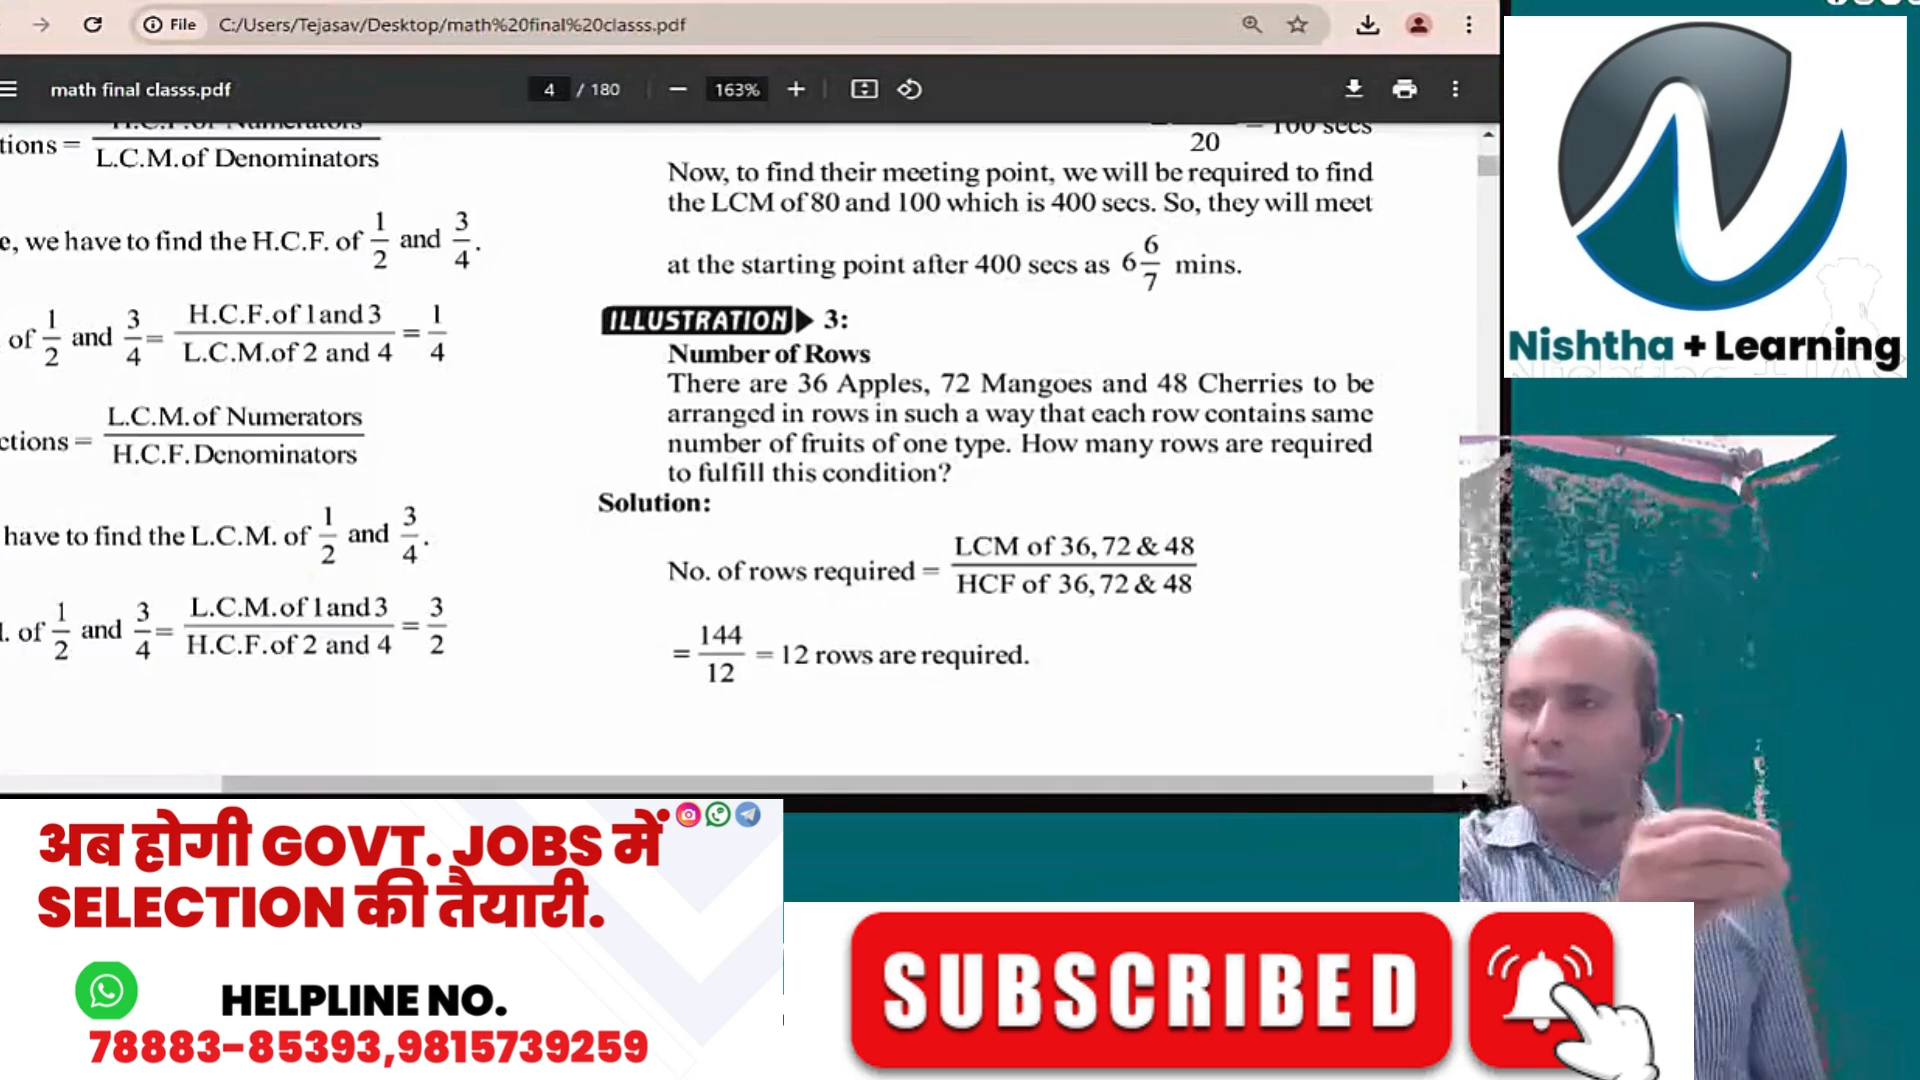 File C:/Users/Tejasav/Desktop/math%20final%20classs.pdf
math final classs.pdf 4 / 180 163%
H.C.F.of Numerators
tions =
L.C.M.of Denominators
e, we have to find the H.C.F. of 1/2 and 3/4.
of 1/2 and 3/4 = H.C.F.of 1and 3 / L.C.M.of 2 and 4 = 1/4
ctions = L.C.M.of Numerators / H.C.F.Denominators
have to find the L.C.M. of 1/2 and 3/4.
. of 1/2 and 3/4 = L.C.M.of 1and3 / H.C.F.of 2 and 4 = 3/2
20 = 100 secs
Now, to find their meeting point, we will be required to find
the LCM of 80 and 100 which is 400 secs. So, they will meet
at the starting point after 400 secs as 6 6/7 mins.
ILLUSTRATION 3:
Number of Rows
There are 36 Apples, 72 Mangoes and 48 Cherries to be
arranged in rows in such a way that each row contains same
number of fruits of one type. How many rows are required
to fulfill this condition?
Solution:
No. of rows required = LCM of 36, 72 & 48 / HCF of 36, 72 & 48
= 144/12 = 12 rows are required.
Nishtha + Learning
अब होगी GOVT. JOBS में
SELECTION की तैयारी.
HELPLINE NO.
78883-85393,9815739259
SUBSCRIBED